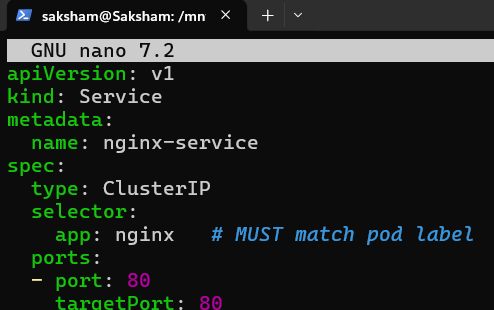 saksham@Saksham: /mn
GNU nano 7.2
apiVersion: v1
kind: Service
metadata:
  name: nginx-service
spec:
  type: ClusterIP
  selector:
    app: nginx   # MUST match pod label
  ports:
  - port: 80
    targetPort: 80